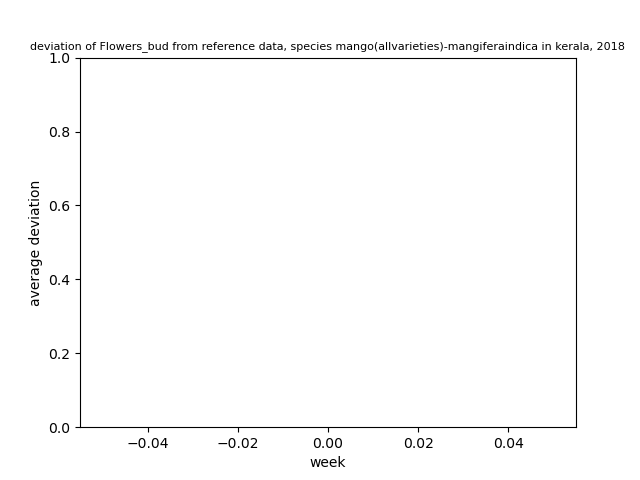 deviation of Flowers_bud from reference data, species mango(allvarieties)-mangiferaindica in kerala, 2018
1.0
0.8
0.6
0.4
0.2
0.0
average deviation
−0.04 −0.02 0.00 0.02 0.04
week